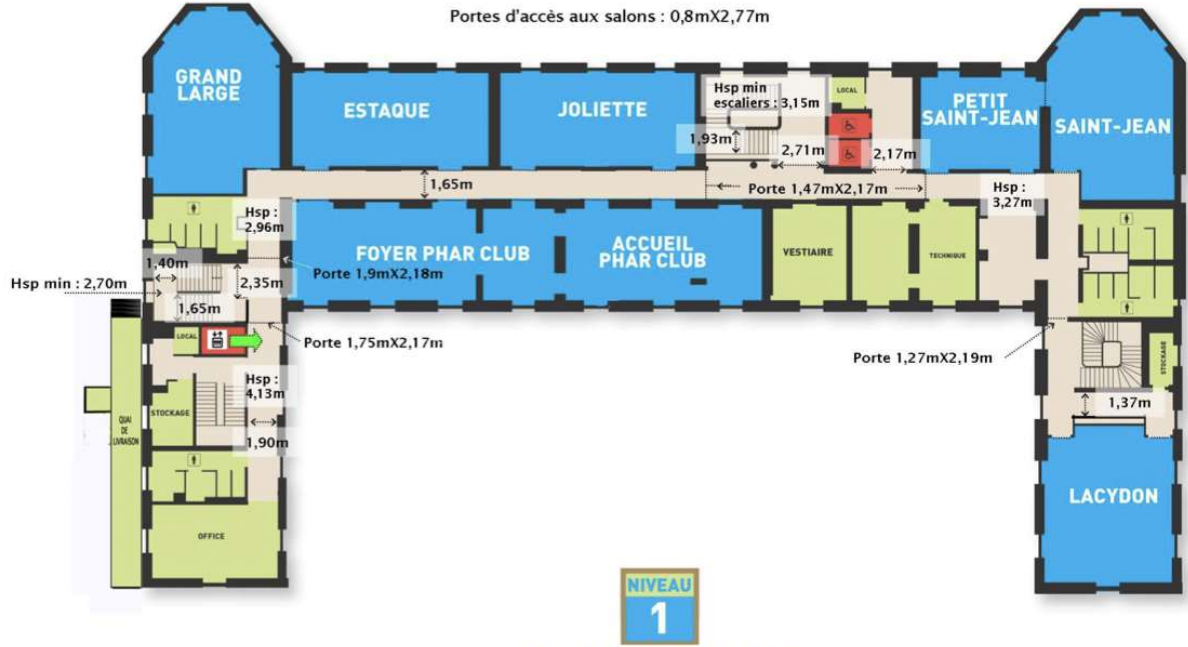 Portes d'accès aux salons : 0,8mX2,77m
GRAND
LARGE
ESTAQUE
JOLIETTE
Hsp min
escaliers : 3,15m
LOCAL
PETIT
SAINT-JEAN
SAINT-JEAN
1,93m
2,71m
2,17m
1,65m
Porte 1,47mX2,17m
Hsp :
3,27m
Hsp :
2,96m
FOYER PHAR CLUB
ACCUEIL
PHAR CLUB
VESTIAIRE
TECHNIQUE
1,40m
Hsp min : 2,70m
2,35m
Porte 1,9mX2,18m
1,65m
LOCAL
Porte 1,75mX2,17m
Porte 1,27mX2,19m
STOCKAGE
Hsp :
4,13m
STOCKAGE
1,37m
QUAI
DE
LIVRAISON
1,90m
LACYDON
OFFICE
NIVEAU
1